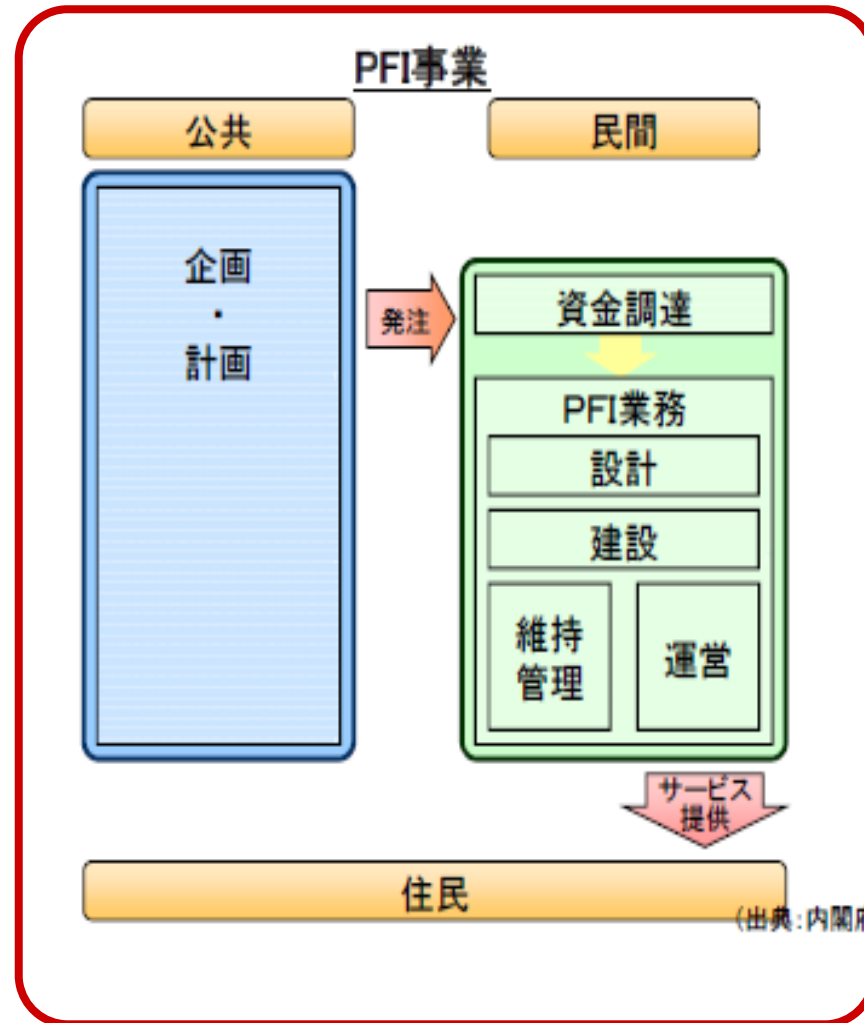 PFI事業
公共
民間
企画
・
計画
発注
資金調達
PFI業務
設計
建設
維持
管理
運営
サービス
提供
住民
(出典:内閣府